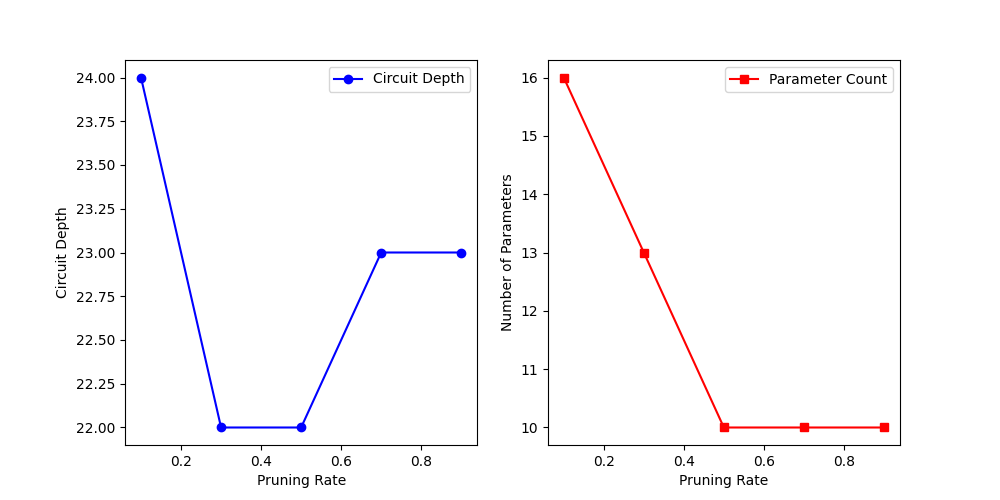 Circuit Depth
24.00
23.75
23.50
23.25
23.00
22.75
22.50
22.25
22.00
0.2 0.4 0.6 0.8
Pruning Rate
Circuit Depth
Parameter Count
16
15
14
13
12
11
10
0.2 0.4 0.6 0.8
Pruning Rate
Number of Parameters